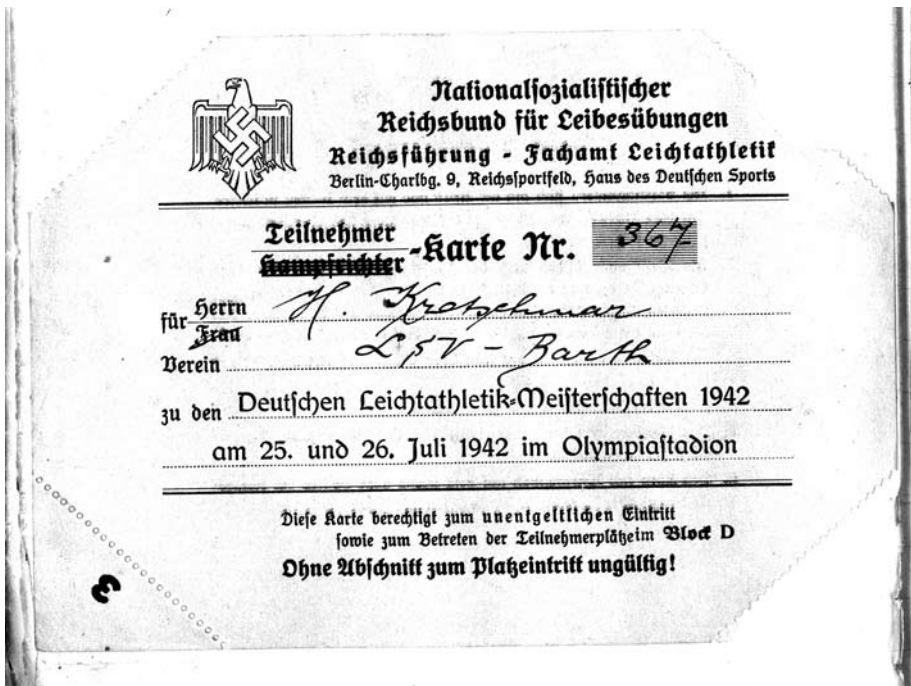 Nationalsozialistischer
Reichsbund für Leibesübungen
Reichsführung - Fachamt Leichtathletik
Berlin-Charlbg. 9, Reichssportfeld, Haus des Deutschen Sports
Teilnehmer
Kampfrichter
-Karte Nr. 367
für Herrn H. Kretschmar
Frau
Verein LSV - Barth
zu den Deutschen Leichtathletik-Meisterschaften 1942
am 25. und 26. Juli 1942 im Olympiastadion
Diese Karte berechtigt zum unentgeltlichen Eintritt
sowie zum Betreten der Teilnehmerplätze im Block D
Ohne Abschnitt zum Platzeintritt ungültig!
3